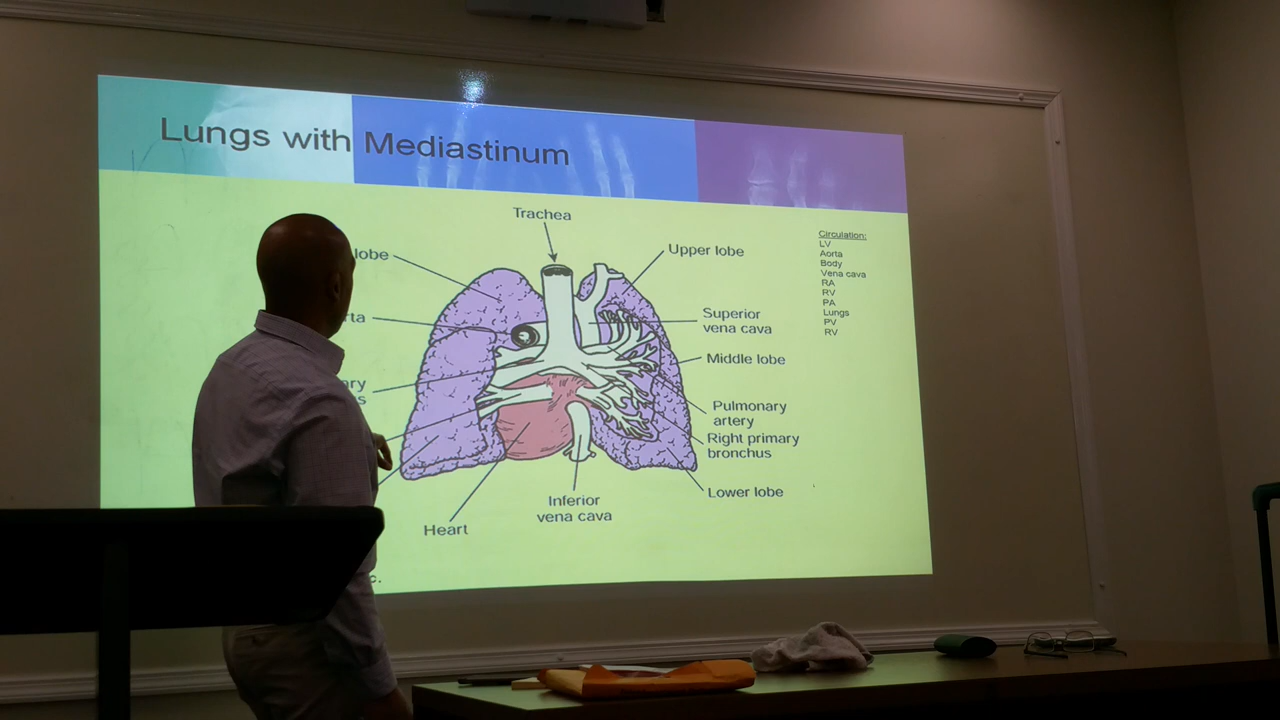 Lungs with Mediastinum
Trachea
lobe
Upper lobe
Circulation:
LV
Aorta
Body
Vena cava
RA
RV
PA
Lungs
PV
RV
rta
Superior
vena cava
Middle lobe
ary
s
Pulmonary
artery
Right primary
bronchus
Lower lobe
Inferior
vena cava
Heart
c.